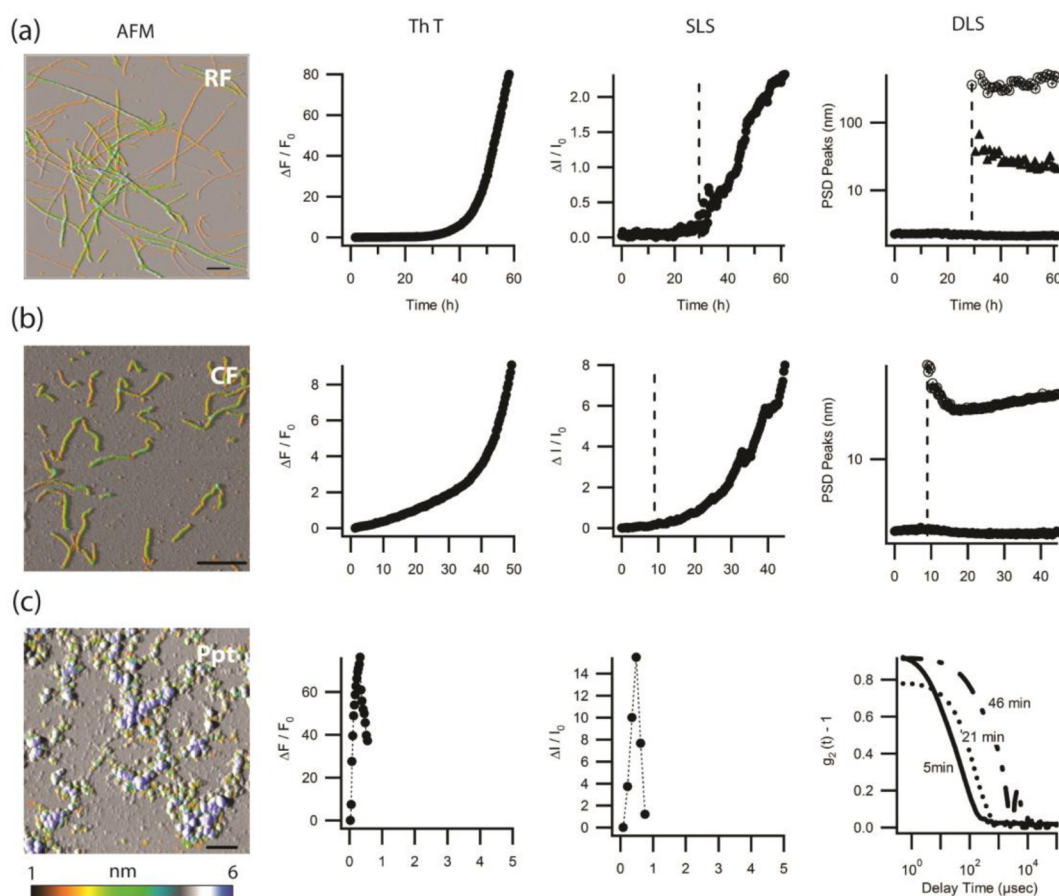 (a)
AFM
Th T
SLS
DLS
RF
ΔF / F0
80
60
40
20
0
0 20 40 60
Time (h)
ΔI / I0
2.0
1.0
0.0
0 20 40 60
Time (h)
PSD Peaks (nm)
100
10
0 20 40 60
Time (h)
(b)
CF
ΔF / F0
8
6
4
2
0
0 10 20 30 40 50
Δ I / I0
8
6
4
2
0
0 10 20 30 40
PSD Peaks (nm)
10
0 10 20 30 40
(c)
Ppt
1 nm 6
ΔF / F0
60
40
20
0
0 1 2 3 4 5
ΔI / I0
14
12
10
8
6
4
2
0
0 1 2 3 4 5
g2 (t) - 1
0.8
0.6
0.4
0.2
0.0
46 min
21 min
5min
10^0 10^2 10^4
Delay Time (μsec)